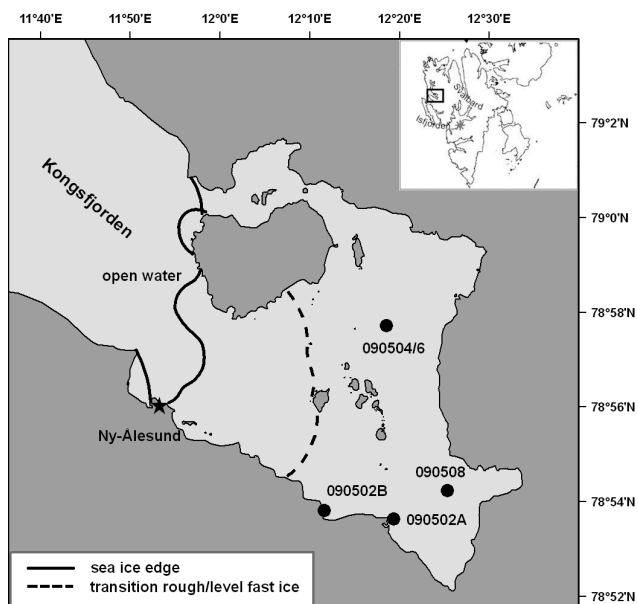 11°40'E 11°50'E 12°0'E 12°10'E 12°20'E 12°30'E
Svalbard
Isfjorden
79°2'N
Kongsfjorden
79°0'N
open water
78°58'N
090504/6
78°56'N
Ny-Ålesund
090508
090502B
78°54'N
090502A
sea ice edge
transition rough/level fast ice
78°52'N